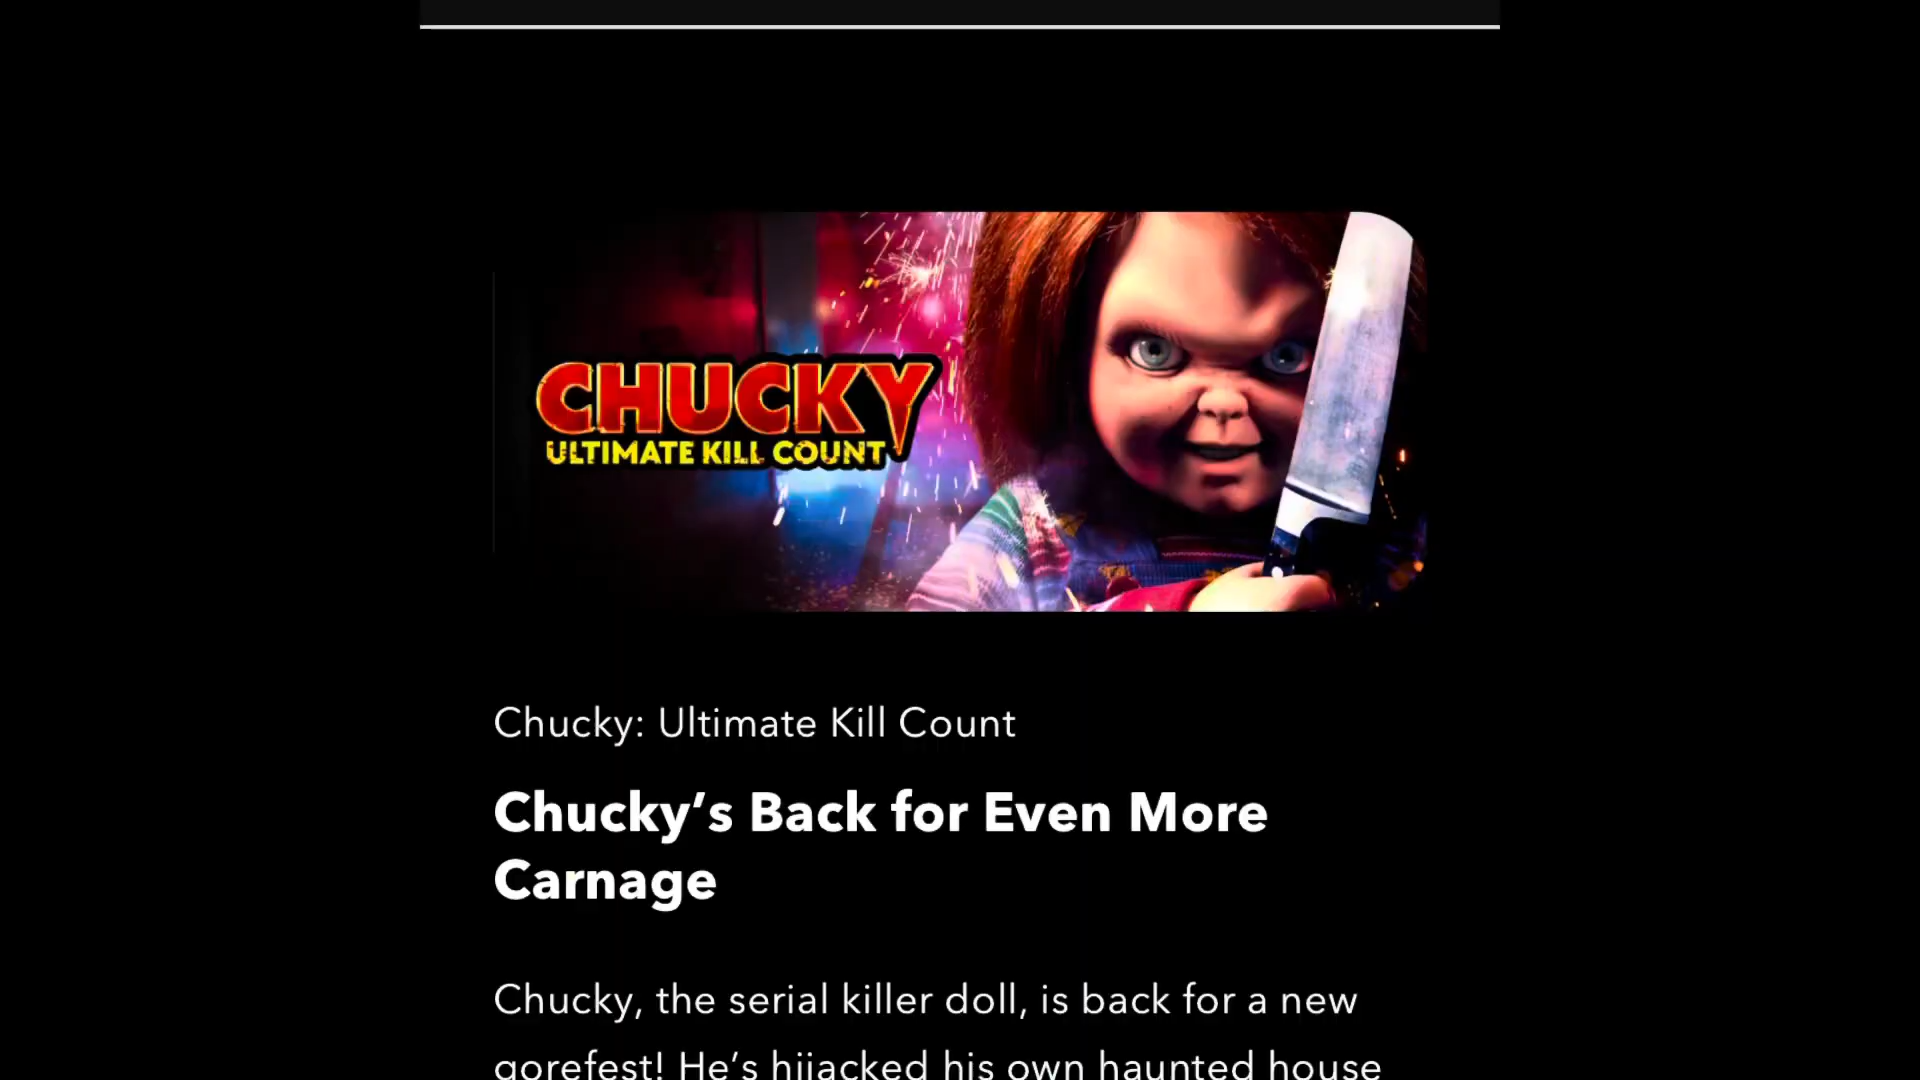 CHUCKY
ULTIMATE KILL COUNT
Chucky: Ultimate Kill Count
Chucky’s Back for Even More
Carnage
Chucky, the serial killer doll, is back for a new
gorefest! He’s hijacked his own haunted house